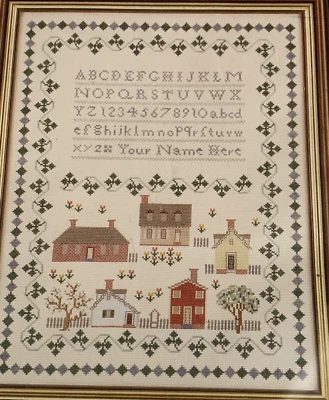 ABCDEFGHIJKLM
NOPQRSTUVWX
YZ12345678910abcd
efghijklmnopqrstuvw
xyz& Your Name Here